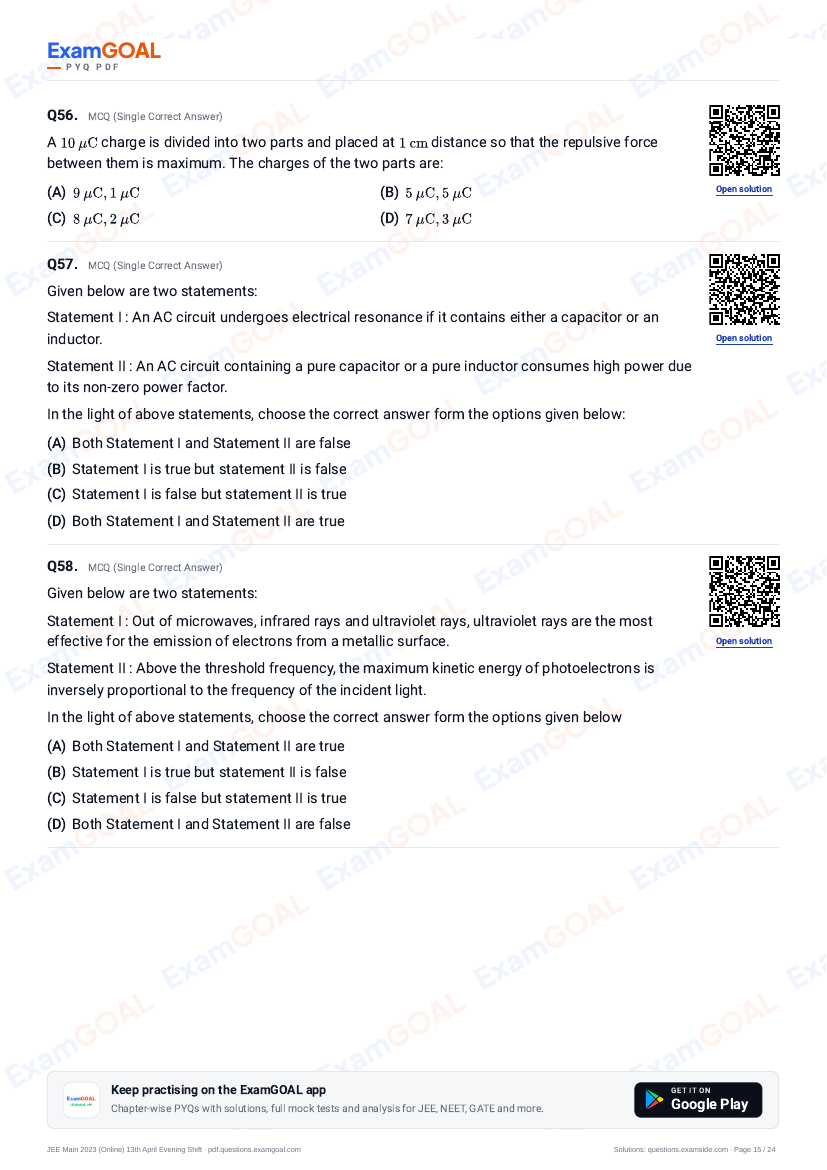 ExamGOAL
PYQ PDF
Q56. MCQ (Single Correct Answer)
A 10 μC charge is divided into two parts and placed at 1 cm distance so that the repulsive force
between them is maximum. The charges of the two parts are:
(A) 9 μC, 1 μC
(B) 5 μC, 5 μC
(C) 8 μC, 2 μC
(D) 7 μC, 3 μC
Open solution
Q57. MCQ (Single Correct Answer)
Given below are two statements:
Statement I : An AC circuit undergoes electrical resonance if it contains either a capacitor or an
inductor.
Statement II : An AC circuit containing a pure capacitor or a pure inductor consumes high power due
to its non-zero power factor.
In the light of above statements, choose the correct answer form the options given below:
(A) Both Statement I and Statement II are false
(B) Statement I is true but statement II is false
(C) Statement I is false but statement II is true
(D) Both Statement I and Statement II are true
Open solution
Q58. MCQ (Single Correct Answer)
Given below are two statements:
Statement I : Out of microwaves, infrared rays and ultraviolet rays, ultraviolet rays are the most
effective for the emission of electrons from a metallic surface.
Statement II : Above the threshold frequency, the maximum kinetic energy of photoelectrons is
inversely proportional to the frequency of the incident light.
In the light of above statements, choose the correct answer form the options given below
(A) Both Statement I and Statement II are true
(B) Statement I is true but statement II is false
(C) Statement I is false but statement II is true
(D) Both Statement I and Statement II are false
Open solution
ExamGOAL
Keep practising on the ExamGOAL app
Chapter-wise PYQs with solutions, full mock tests and analysis for JEE, NEET, GATE and more.
GET IT ON
Google Play
JEE Main 2023 (Online) 13th April Evening Shift · pdf.questions.examgoal.com
Solutions: questions.examside.com · Page 15 / 24